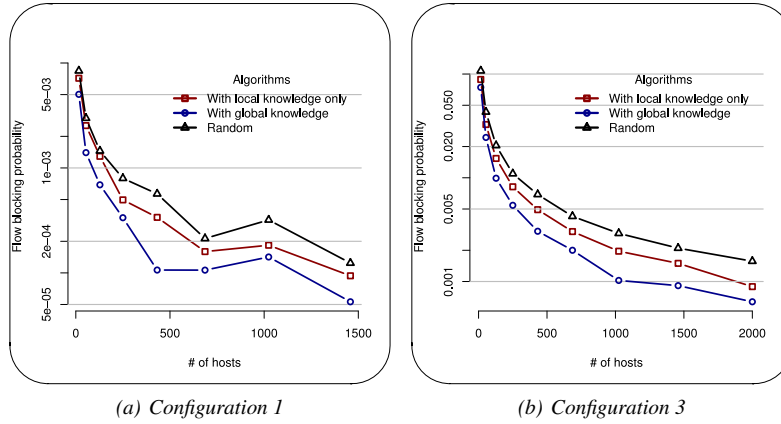 Algorithms
With local knowledge only
With global knowledge
Random
Flow blocking probability
5e−03
1e−03
2e−04
5e−05
0
500
1000
1500
# of hosts
(a) Configuration 1
Algorithms
With local knowledge only
With global knowledge
Random
Flow blocking probability
0.050
0.020
0.005
0.001
0
500
1000
1500
2000
# of hosts
(b) Configuration 3